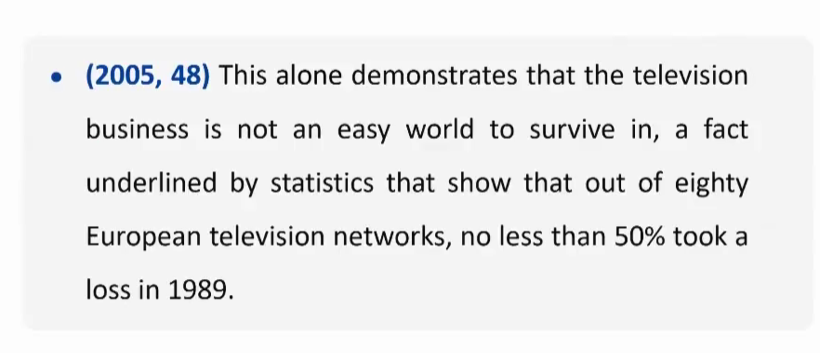 • (2005, 48) This alone demonstrates that the television
business is not an easy world to survive in, a fact
underlined by statistics that show that out of eighty
European television networks, no less than 50% took a
loss in 1989.